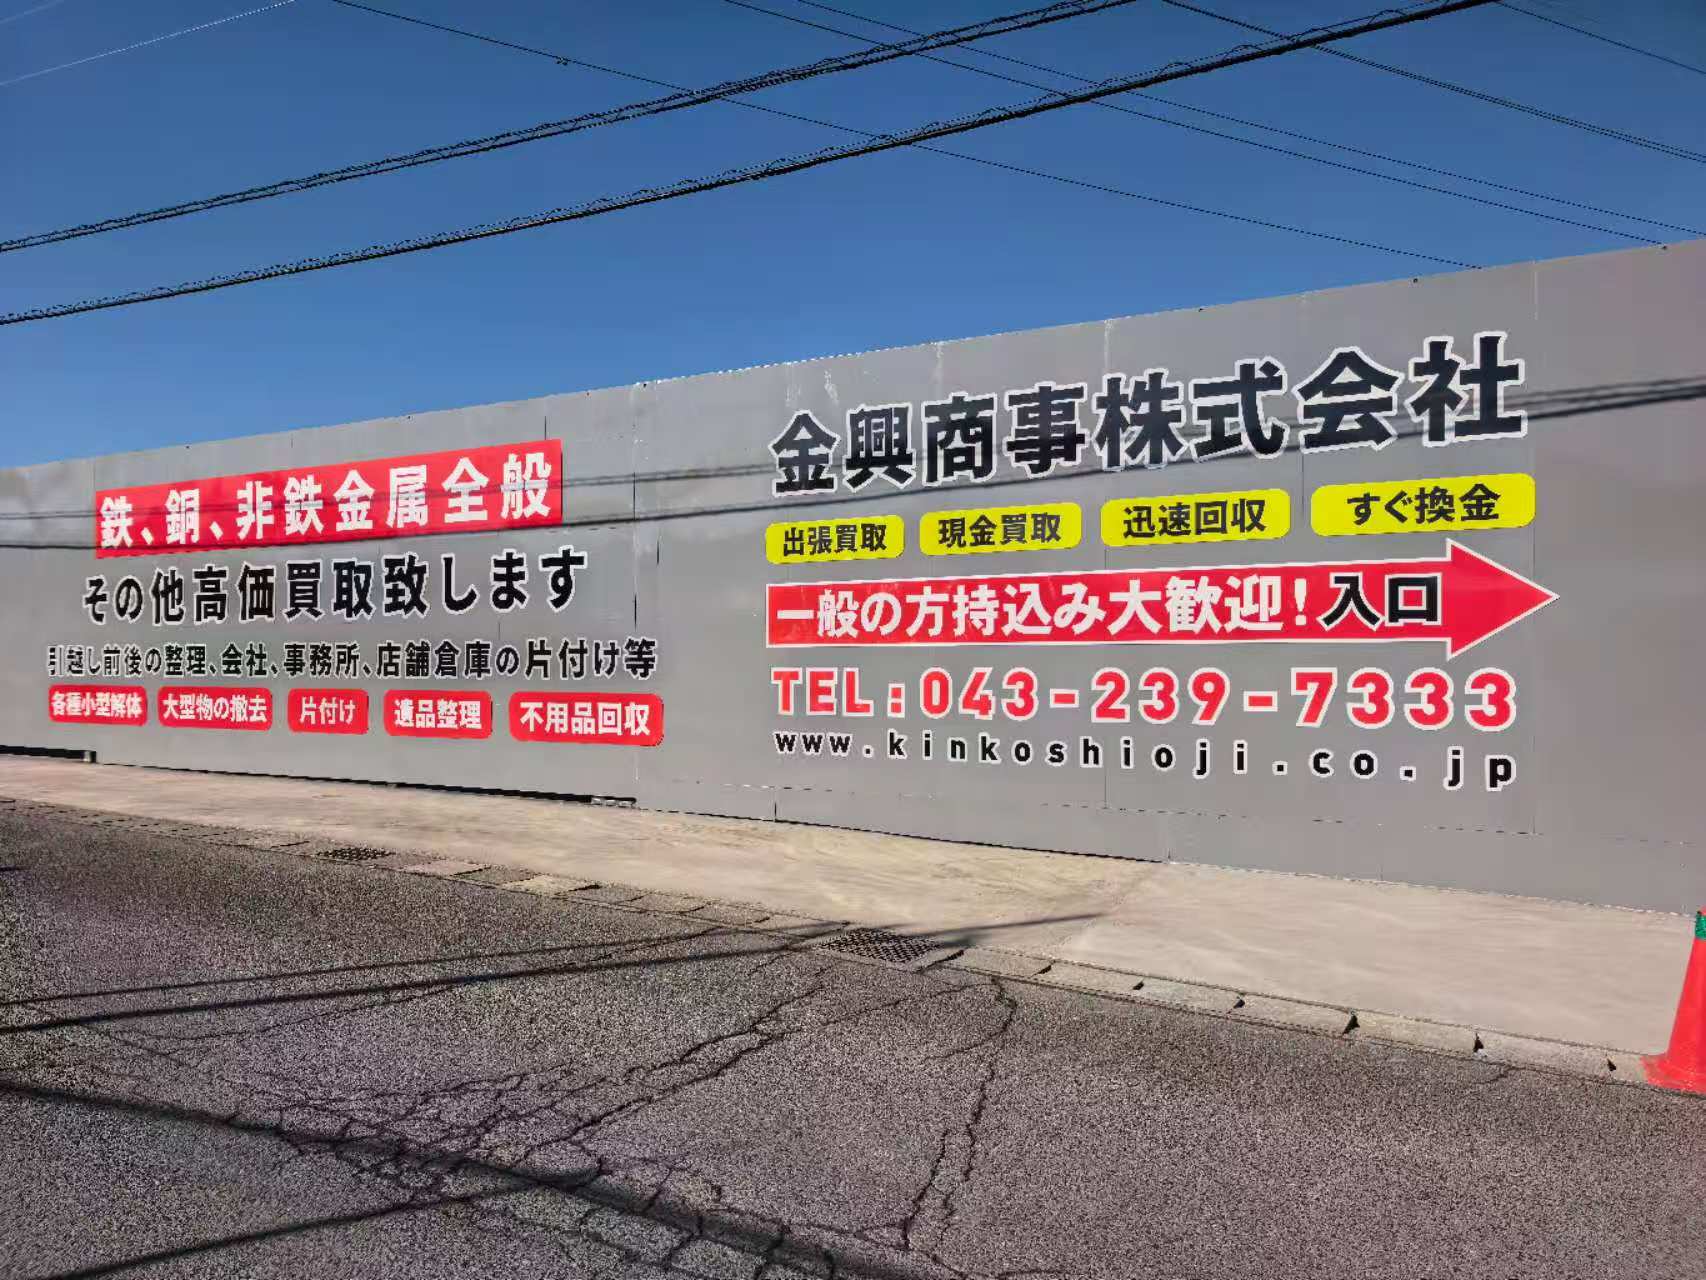 鉄、銅、非鉄金属全般
その他高価買取致します
引越し前後の整理、会社、事務所、店舗倉庫の片付け等
各種小型解体 大型物の撤去 片付け 遺品整理 不用品回収
金興商事株式会社
出張買取 現金買取 迅速回収 すぐ換金
一般の方持込み大歓迎!入口
TEL:043-239-7333
www.kinkoshioji.co.jp